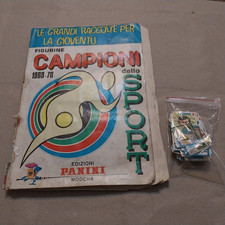 LE GRANDI RACCOLTE PER
LA GIOVENTÙ
FIGURINE
CAMPIONI
1969-70
dello
SPORT
EDIZIONI
PANINI
MODENA